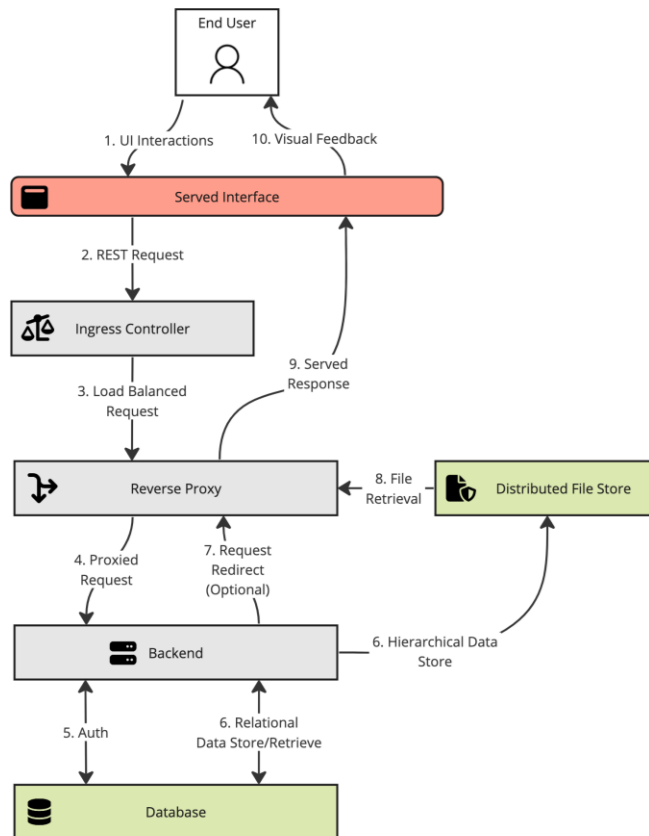 End User
1. UI Interactions
10. Visual Feedback
Served Interface
2. REST Request
Ingress Controller
3. Load Balanced
Request
9. Served
Response
Reverse Proxy
8. File
Retrieval
Distributed File Store
4. Proxied
Request
7. Request
Redirect
(Optional)
Backend
6. Hierarchical Data
Store
5. Auth
6. Relational
Data Store/Retrieve
Database